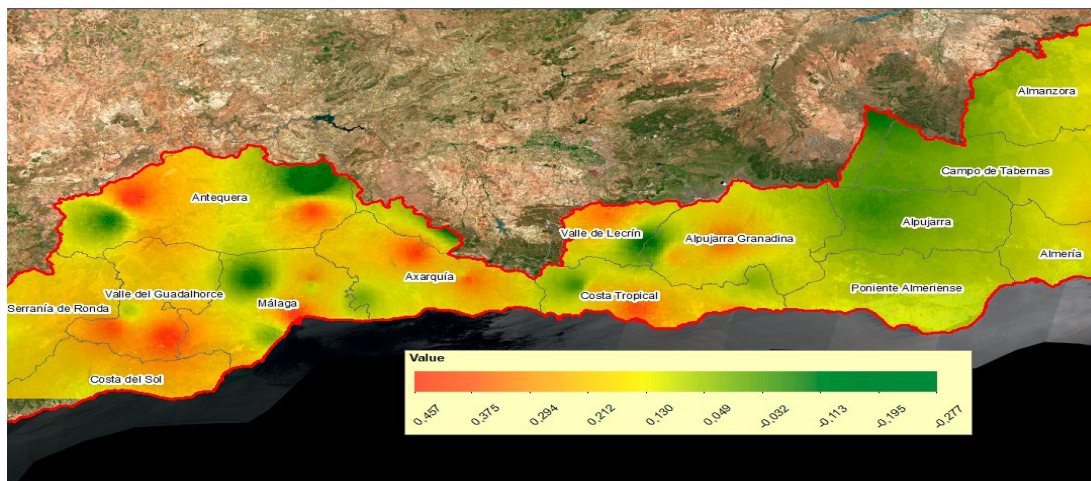 Almanzora
Campo de Tabernas
Antequera
Alpujarra
Valle de Lecrín
Alpujarra Granadina
Almería
Axarquía
Poniente Almeriense
Valle del Guadalhorce
Costa Tropical
Málaga
Serranía de Ronda
Costa del Sol
Value
0,457 0,375 0,294 0,212 0,130 0,049 -0,032 -0,113 -0,195 -0,277